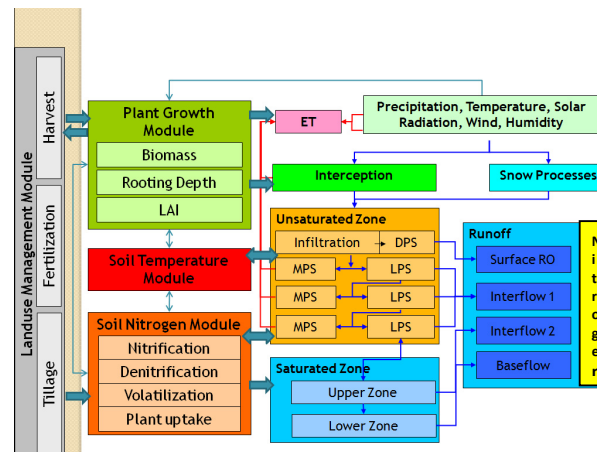 Landuse Management Module
Harvest
Fertilization
Tillage
Plant Growth
Module
Biomass
Rooting Depth
LAI
Soil Temperature
Module
Soil Nitrogen Module
Nitrification
Denitrification
Volatilization
Plant uptake
ET
Precipitation, Temperature, Solar
Radiation, Wind, Humidity
Interception
Snow Processes
Unsaturated Zone
Infiltration
DPS
MPS
LPS
MPS
LPS
MPS
LPS
Saturated Zone
Upper Zone
Lower Zone
Runoff
Surface RO
Interflow 1
Interflow 2
Baseflow
N
i
t
r
o
g
e
n